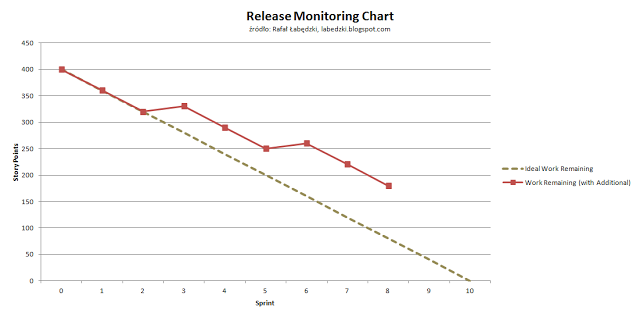 Release Monitoring Chart
źródło: Rafał Łabędzki, labedzki.blogspot.com
450
400
350
300
250
200
150
100
50
0
Story Points
0 1 2 3 4 5 6 7 8 9 10
Sprint
Ideal Work Remaining
Work Remaining (with Additional)